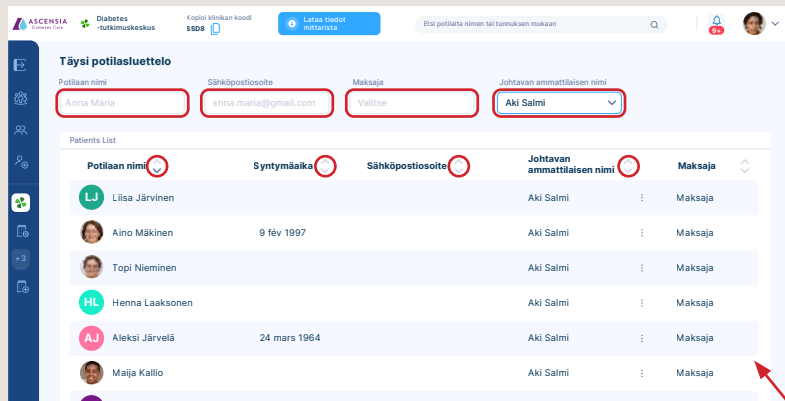 ASCENSIA
Diabetes Care
Diabetes
-tutkimuskeskus
Kopioi klinikan koodi
SSD8
Lataa tiedot
mittarista
Etsi potilaita nimen tai tunnuksen mukaan
9+
Täysi potilasluettelo
Potilaan nimi
Sähköpostiosoite
Maksaja
Johtavan ammattilaisen nimi
Anna Maria
anna.maria@gmail.com
Valitse
Aki Salmi
Patients List
Potilaan nimi
Syntymäaika
Sähköpostiosoite
Johtavan
ammattilaisen nimi
Maksaja
LJ Liisa Järvinen Aki Salmi Maksaja
Aino Mäkinen 9 fév 1997 Aki Salmi Maksaja
+3
Topi Nieminen Aki Salmi Maksaja
HL Henna Laaksonen Aki Salmi Maksaja
AJ Aleksi Järvelä 24 mars 1964 Aki Salmi Maksaja
Maija Kallio Aki Salmi Maksaja